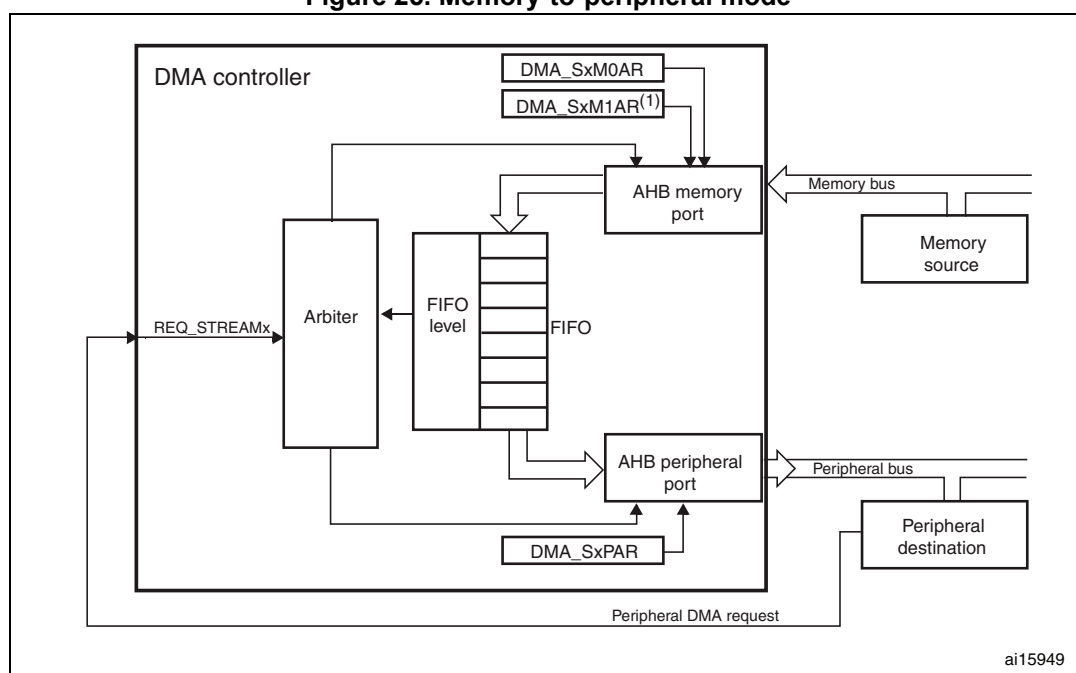 Figure 26. Memory-to-peripheral mode
DMA controller
DMA_SxM0AR
DMA_SxM1AR(1)
AHB memory
port
Memory bus
Memory
source
REQ_STREAMx
Arbiter
FIFO
level
FIFO
AHB peripheral
port
Peripheral bus
DMA_SxPAR
Peripheral
destination
Peripheral DMA request
ai15949